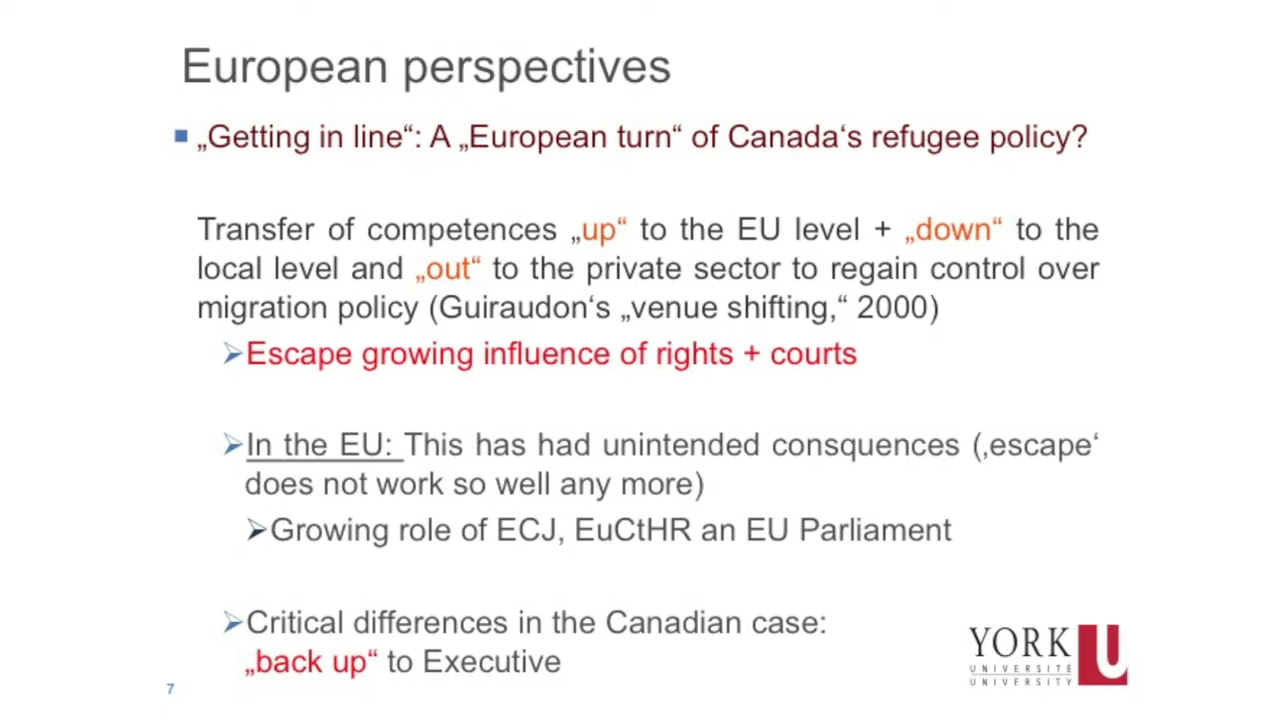 European perspectives
„Getting in line“: A „European turn“ of Canada‘s refugee policy?
Transfer of competences „up“ to the EU level + „down“ to the
local level and „out“ to the private sector to regain control over
migration policy (Guiraudon‘s „venue shifting,“ 2000)
Escape growing influence of rights + courts
In the EU: This has had unintended consquences (‚escape‘
does not work so well any more)
Growing role of ECJ, EuCtHR an EU Parliament
Critical differences in the Canadian case:
„back up“ to Executive
YORK U
UNIVERSITÉ
UNIVERSITY
7